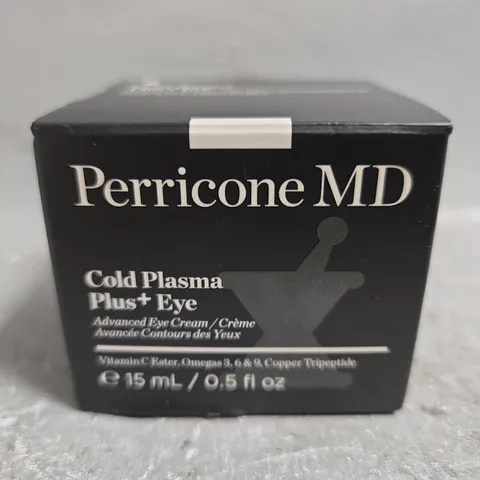 Perricone MD
Cold Plasma
Plus+ Eye
Advanced Eye Cream / Crème
Avancée Contours des Yeux
Vitamin C Ester, Omegas 3, 6 & 9, Copper Tripeptide
℮ 15 mL / 0.5 fl oz